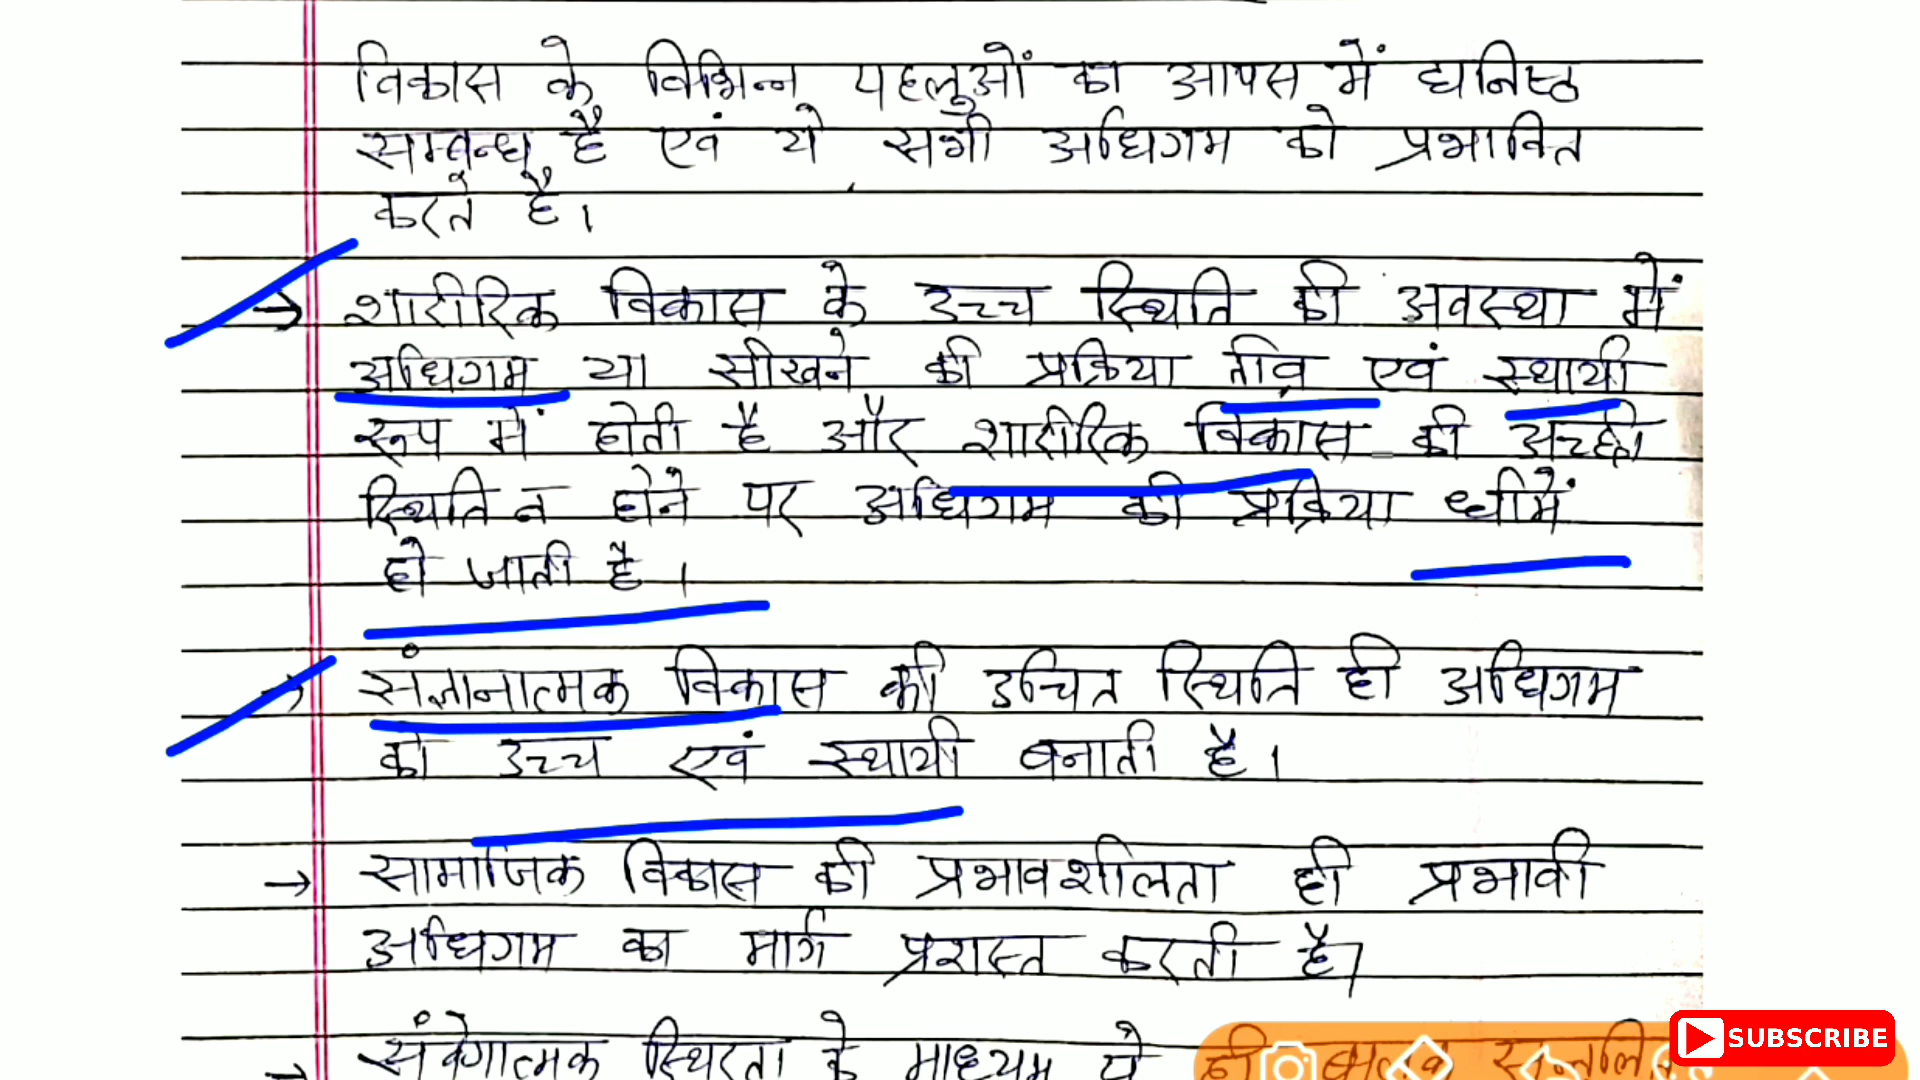 विकास के विभिन्न पहलुओं का आपस में घनिष्ठ
सम्बन्ध है एवं ये सभी अधिगम को प्रभावित
करते है।
→ शारीरिक विकास के उच्च स्थिति की अवस्था में
अधिगम या सीखने की प्रक्रिया तीव्र एवं स्थायी
रूप में होती है और शारीरिक विकास की अच्छी
स्थिति न होने पर अधिगम की प्रक्रिया धीमें
हो जाती है।
→ संज्ञानात्मक विकास की उचित स्थिति ही अधिगम
को उच्च एवं स्थायी बनाती है।
→ सामाजिक विकास की प्रभावशीलता ही प्रभावी
अधिगम का मार्ग प्रशस्त करती है।
→ संवेगात्मक स्थिरता के माध्यम से ही बालक
SUBSCRIBE